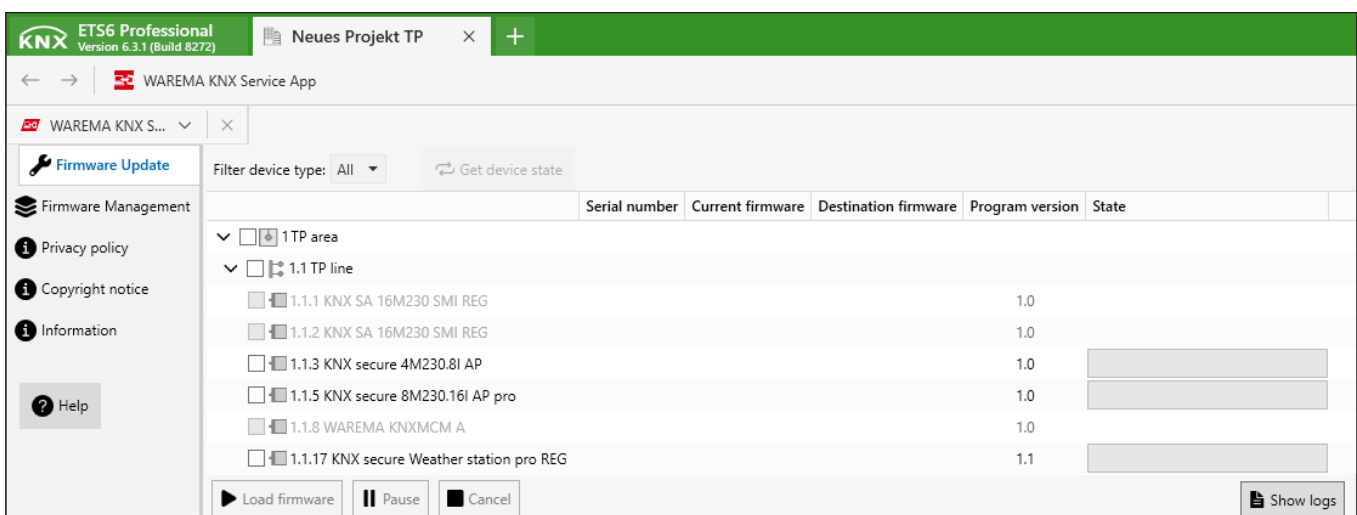 KNX ETS6 Professional
Version 6.3.1 (Build 8272)
Neues Projekt TP
WAREMA KNX Service App
WAREMA KNX S...
Firmware Update
Filter device type: All
Get device state
Firmware Management
Serial number Current firmware Destination firmware Program version State
1 TP area
Privacy policy
1.1 TP line
Copyright notice
1.1.1 KNX SA 16M230 SMI REG 1.0
Information
1.1.2 KNX SA 16M230 SMI REG 1.0
1.1.3 KNX secure 4M230.8I AP 1.0
1.1.5 KNX secure 8M230.16I AP pro 1.0
Help
1.1.8 WAREMA KNXMCM A 1.0
1.1.17 KNX secure Weather station pro REG 1.1
Load firmware
Pause
Cancel
Show logs